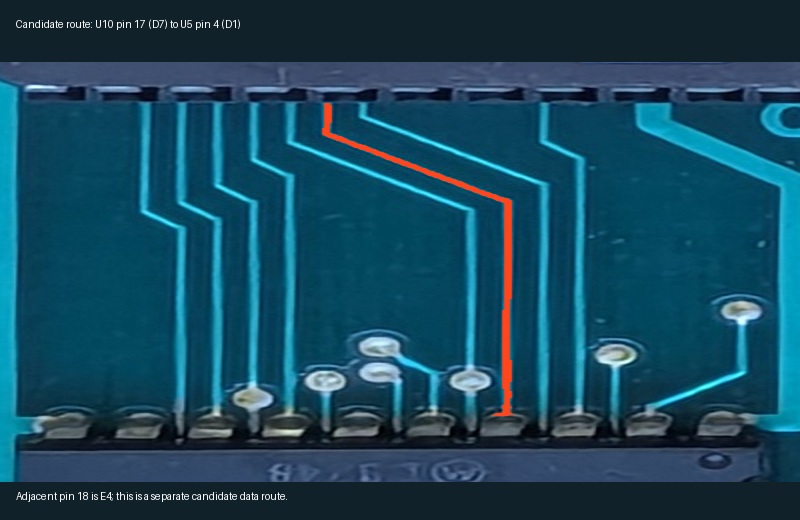 Candidate route: U10 pin 17 (D7) to U5 pin 4 (D1)
Adjacent pin 18 is E4; this is a separate candidate data route.